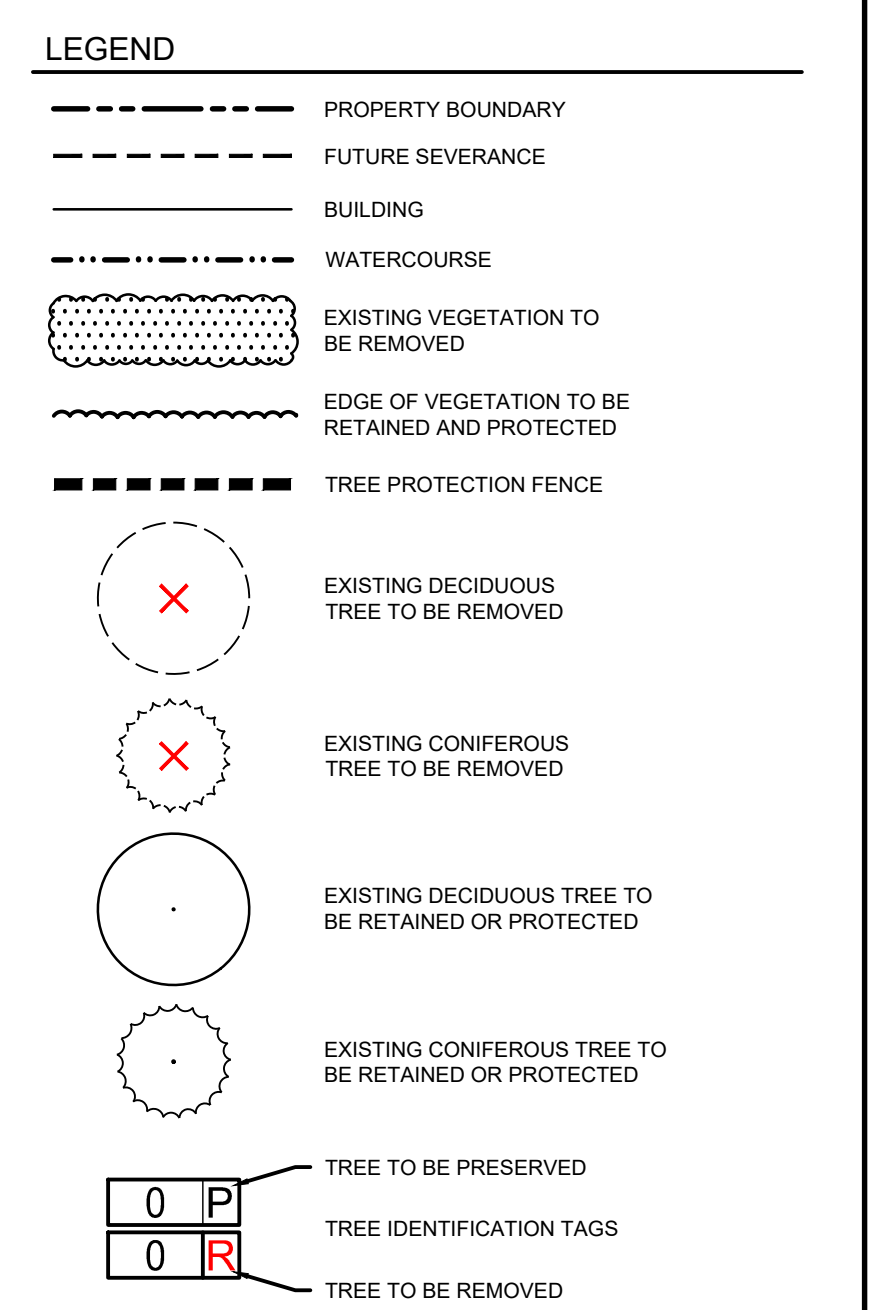 LEGEND
PROPERTY BOUNDARY
FUTURE SEVERANCE
BUILDING
WATERCOURSE
EXISTING VEGETATION TO
BE REMOVED
EDGE OF VEGETATION TO BE
RETAINED AND PROTECTED
TREE PROTECTION FENCE
EXISTING DECIDUOUS
TREE TO BE REMOVED
EXISTING CONIFEROUS
TREE TO BE REMOVED
EXISTING DECIDUOUS TREE TO
BE RETAINED OR PROTECTED
EXISTING CONIFEROUS TREE TO
BE RETAINED OR PROTECTED
TREE TO BE PRESERVED
0 P
TREE IDENTIFICATION TAGS
0 R
TREE TO BE REMOVED